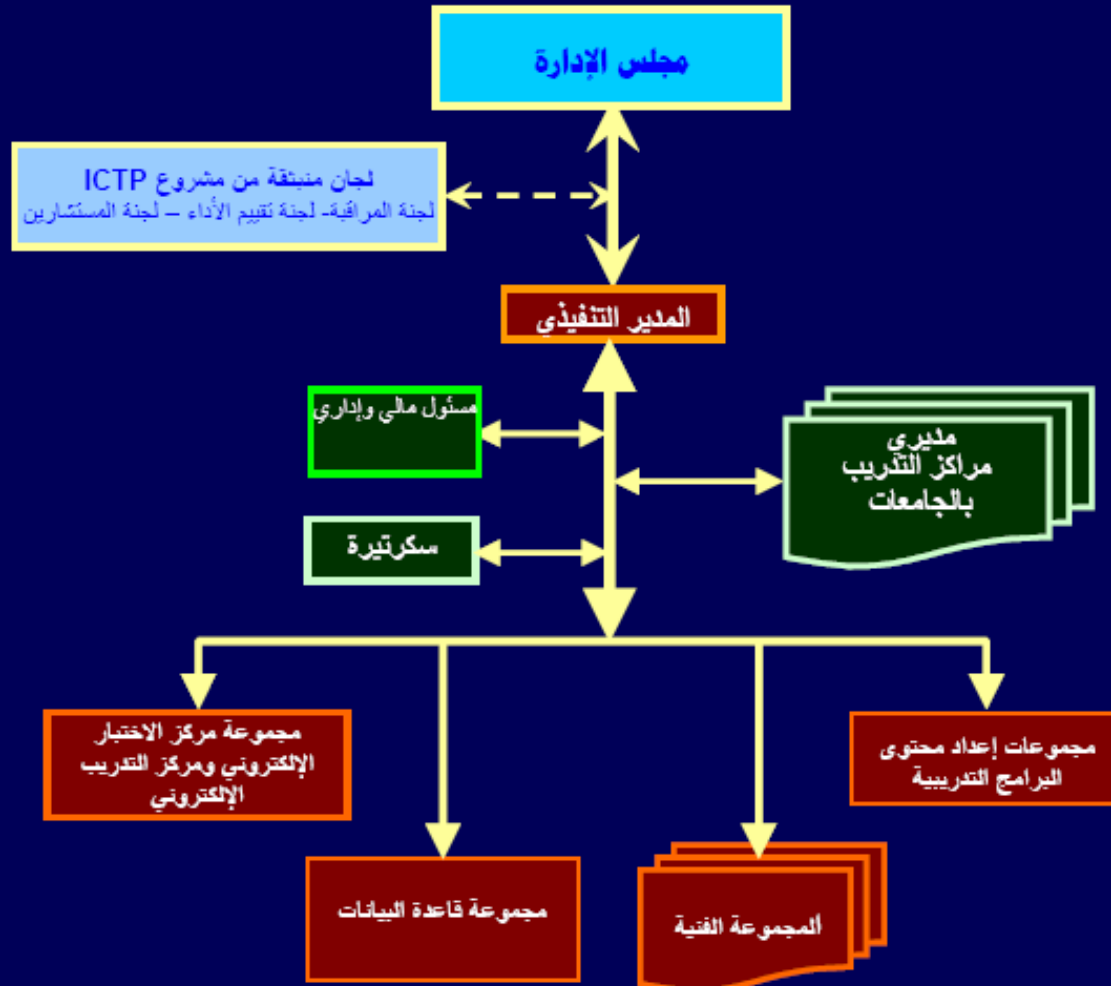 مجلس الإدارة
لجان منبثقة من مشروع ICTP
لجنة المراقبة- لجنة تقييم الأداء – لجنة المستشارين
المدير التنفيذي
مسئول مالي وإداري
مديري
مراكز التدريب
بالجامعات
سكرتيرة
مجموعة مركز الاختبار
الإلكتروني ومركز التدريب
الإلكتروني
مجموعات إعداد محتوى
البرامج التدريبية
مجموعة قاعدة البيانات
ألمجموعة الفنية